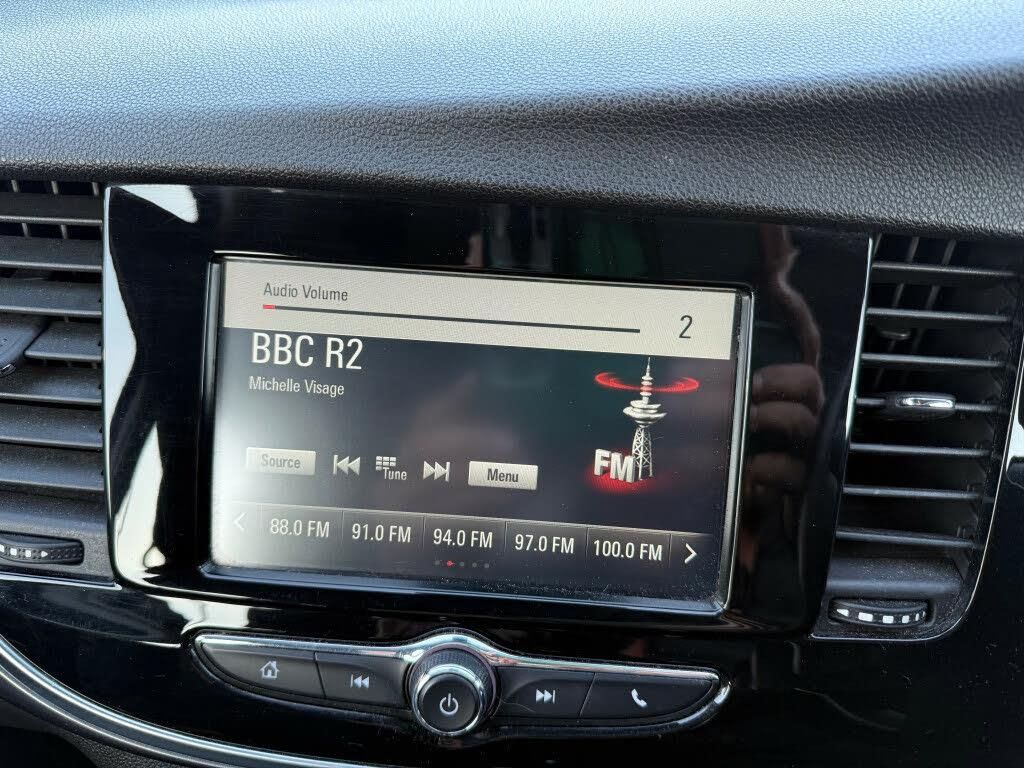 Audio Volume
2
BBC R2
Michelle Visage
FM
Source
Tune
Menu
88.0 FM 91.0 FM 94.0 FM 97.0 FM 100.0 FM